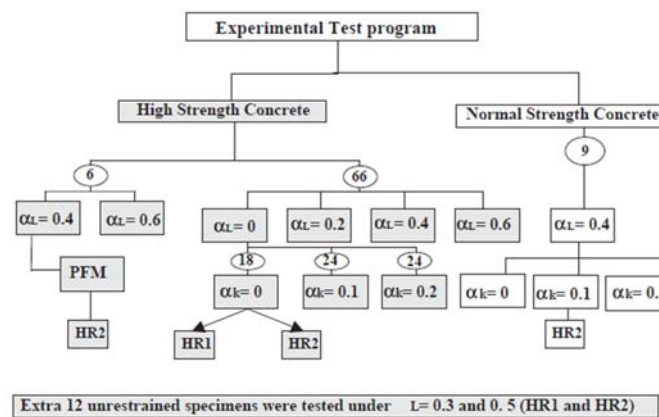 Experimental Test program
High Strength Concrete
Normal Strength Concrete
6
66
9
αL= 0.4
αL= 0.6
αL= 0
αL= 0.2
αL= 0.4
αL= 0.6
αL= 0.4
18
24
24
PFM
αk= 0
αk= 0.1
αk= 0.2
αk= 0
αk= 0.1
αk= 0.
HR2
HR1
HR2
HR2
Extra 12 unrestrained specimens were tested under L= 0.3 and 0. 5 (HR1 and HR2)